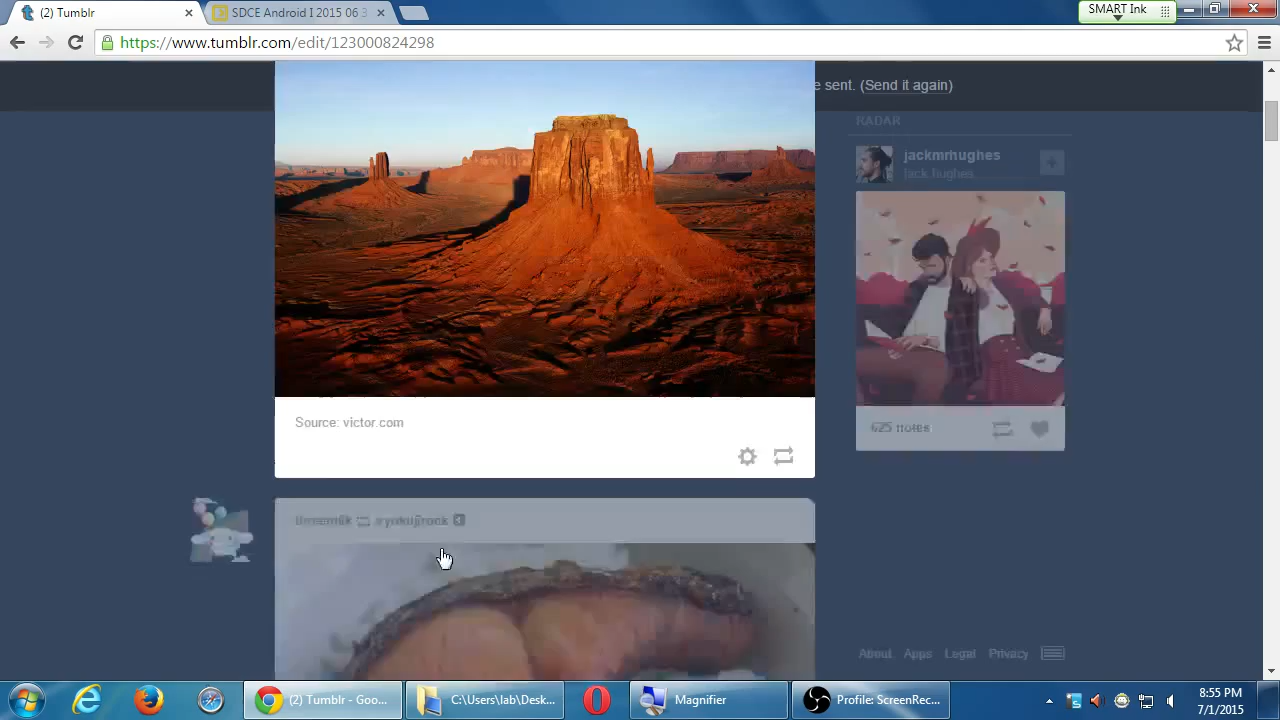 (2) Tumblr
SDCE Android I 2015 06 3
SMART Ink
https://www.tumblr.com/edit/123000824298
e sent. (Send it again)
RADAR
jackmrhughes
jack hughes
625 notes
Source: victor.com
ryokujirock
About Apps Legal Privacy
(2) Tumblr - Goo...
C:\Users\lab\Desk...
Magnifier
Profile: ScreenRec...
8:55 PM
7/1/2015